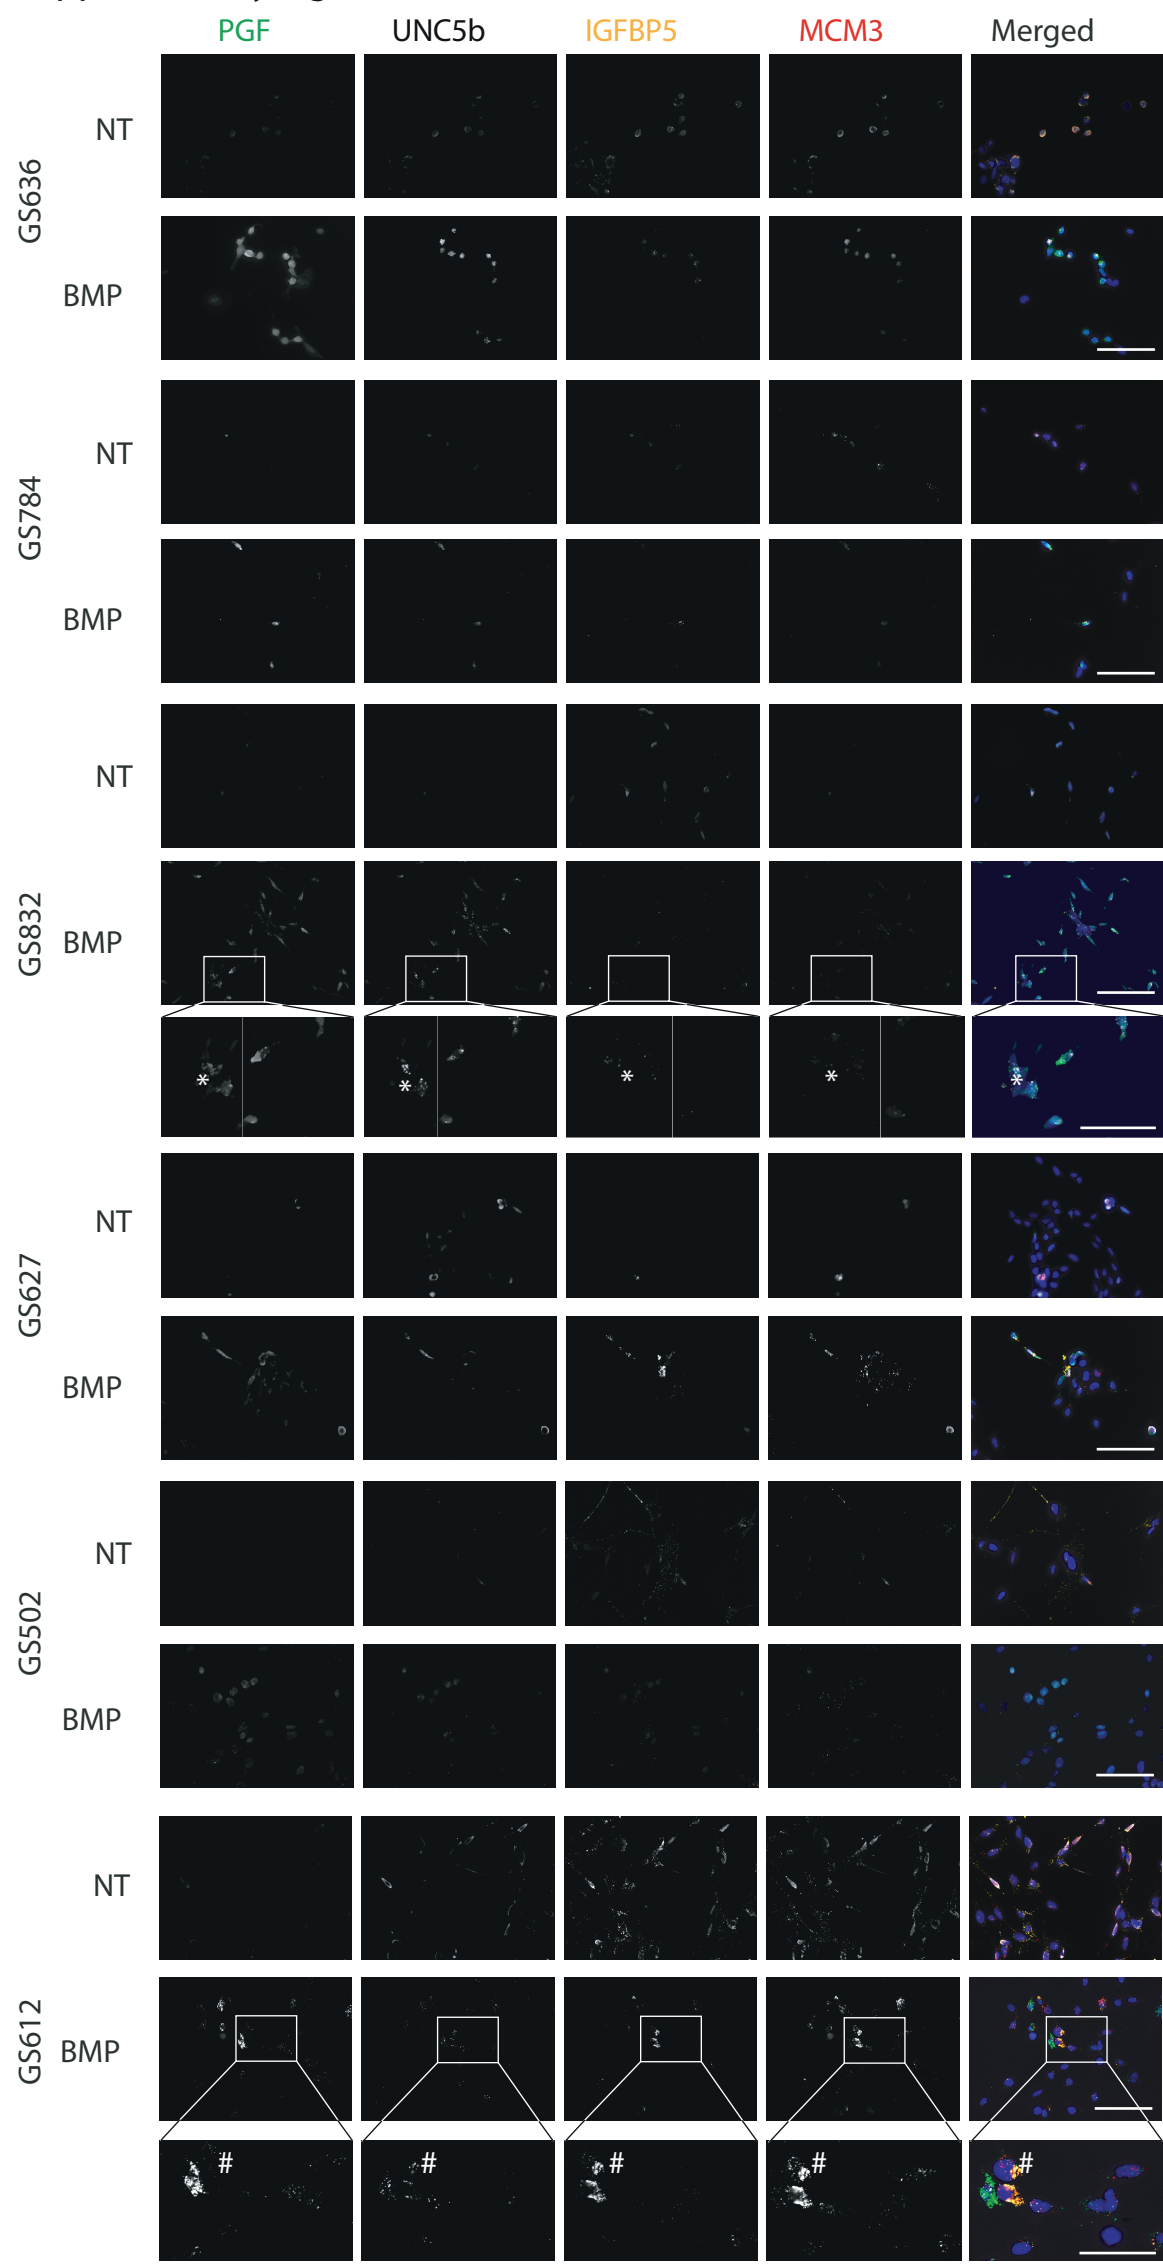 PGF UNC5b IGFBP5 MCM3 Merged
GS636
NT
BMP
GS784
NT
BMP
GS832
NT
BMP
* * * * *
GS627
NT
BMP
GS502
NT
BMP
GS612
NT
BMP
# # # # #